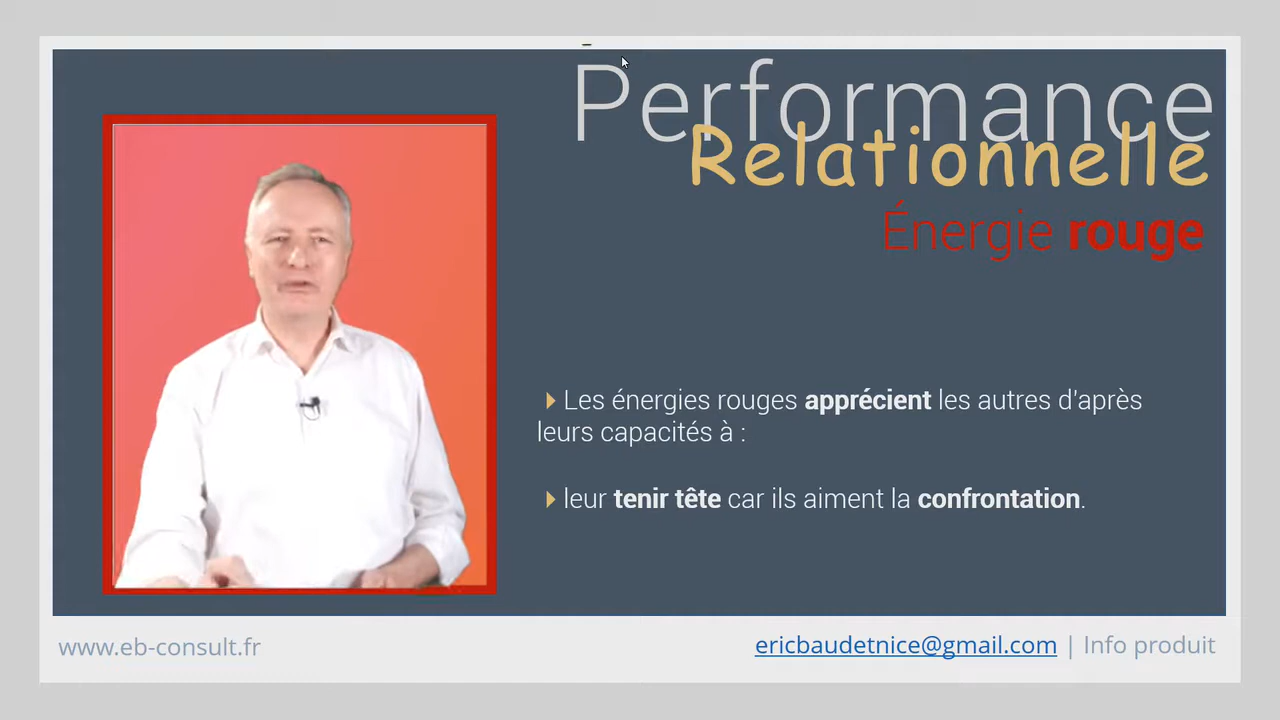 Performance
Relationnelle
Énergie rouge
Les énergies rouges apprécient les autres d'après
leurs capacités à :
leur tenir tête car ils aiment la confrontation.
www.eb-consult.fr
ericbaudetnice@gmail.com | Info produit